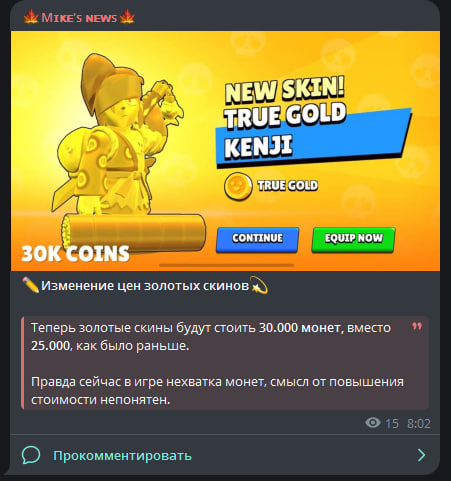 🍁Mɪᴋᴇ's ɴᴇᴡs🍁
NEW SKIN!
TRUE GOLD
KENJI
TRUE GOLD
CONTINUE
EQUIP NOW
30K COINS
✏️Изменение цен золотых скинов💫
Теперь золотые скины будут стоить 30.000 монет, вместо
25.000, как было раньше.
Правда сейчас в игре нехватка монет, смысл от повышения
стоимости непонятен.
15 8:02
Прокомментировать